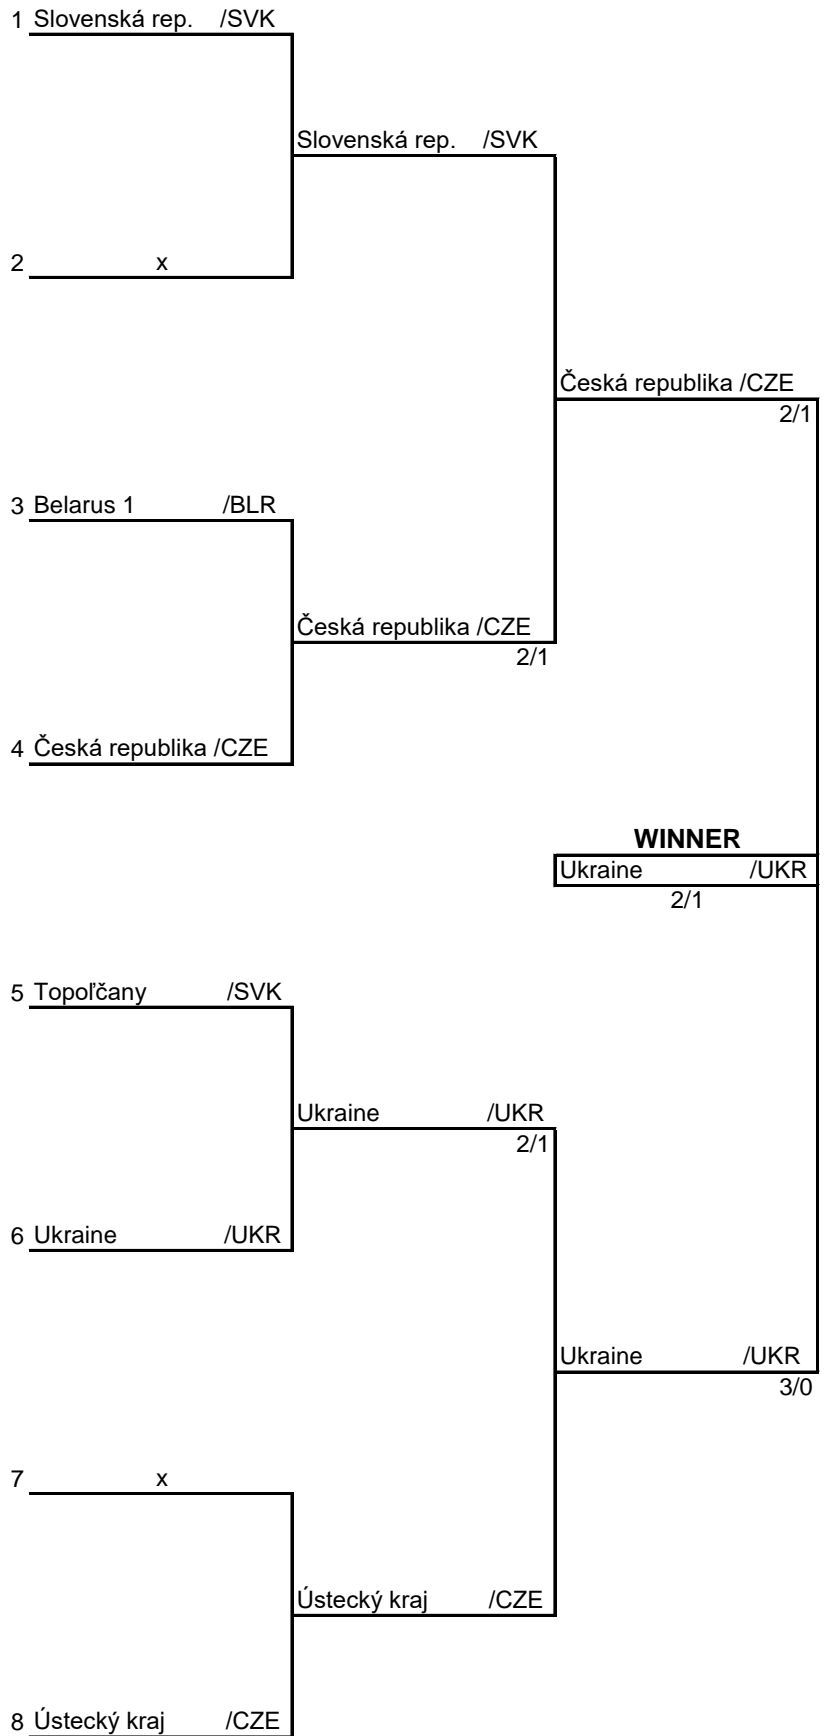 1 Slovenská rep. /SVK
Slovenská rep. /SVK
2 x
Česká republika /CZE
2/1
3 Belarus 1 /BLR
Česká republika /CZE
2/1
4 Česká republika /CZE
WINNER
Ukraine /UKR
2/1
5 Topoľčany /SVK
Ukraine /UKR
2/1
6 Ukraine /UKR
Ukraine /UKR
3/0
7 x
Ústecký kraj /CZE
8 Ústecký kraj /CZE